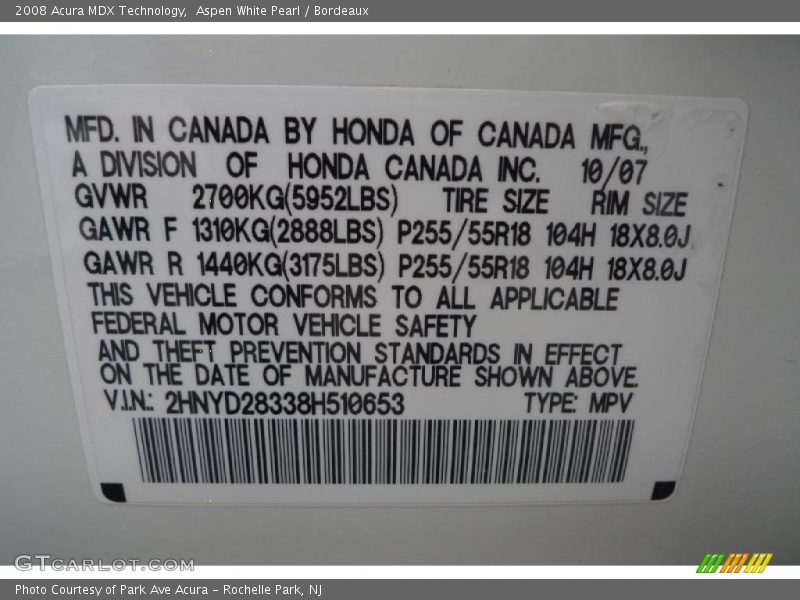 2008 Acura MDX Technology,  Aspen White Pearl / Bordeaux
MFD. IN CANADA BY HONDA OF CANADA MFG.,
A DIVISION OF HONDA CANADA INC. 10/07
GVWR 2700KG(5952LBS) TIRE SIZE RIM SIZE
GAWR F 1310KG(2888LBS) P255/55R18 104H 18X8.0J
GAWR R 1440KG(3175LBS) P255/55R18 104H 18X8.0J
THIS VEHICLE CONFORMS TO ALL APPLICABLE
FEDERAL MOTOR VEHICLE SAFETY
AND THEFT PREVENTION STANDARDS IN EFFECT
ON THE DATE OF MANUFACTURE SHOWN ABOVE.
V.I.N.: 2HNYD28338H510653 TYPE: MPV
GTCARLOT.COM
Photo Courtesy of Park Ave Acura - Rochelle Park, NJ